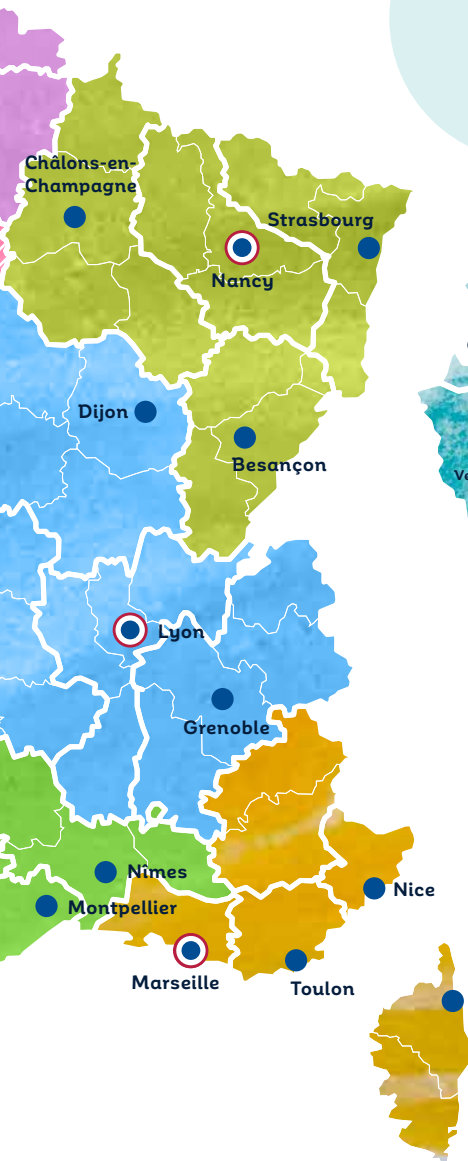 Châlons-en-
Champagne
Strasbourg
Nancy
Dijon
Besançon
Lyon
Grenoble
Nîmes
Nice
Montpellier
Marseille
Toulon